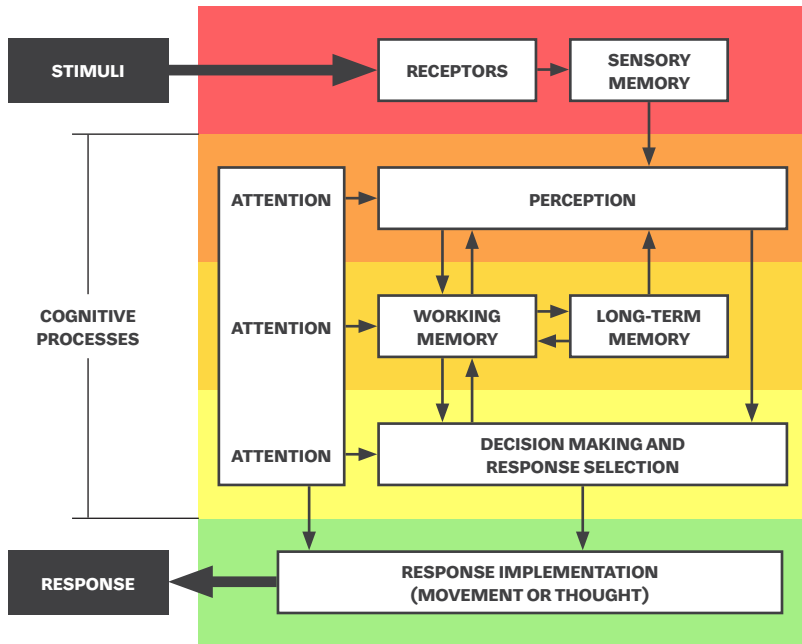 STIMULI
RECEPTORS
SENSORY
MEMORY
ATTENTION
PERCEPTION
COGNITIVE
PROCESSES
ATTENTION
WORKING
MEMORY
LONG-TERM
MEMORY
ATTENTION
DECISION MAKING AND
RESPONSE SELECTION
RESPONSE
RESPONSE IMPLEMENTATION
(MOVEMENT OR THOUGHT)